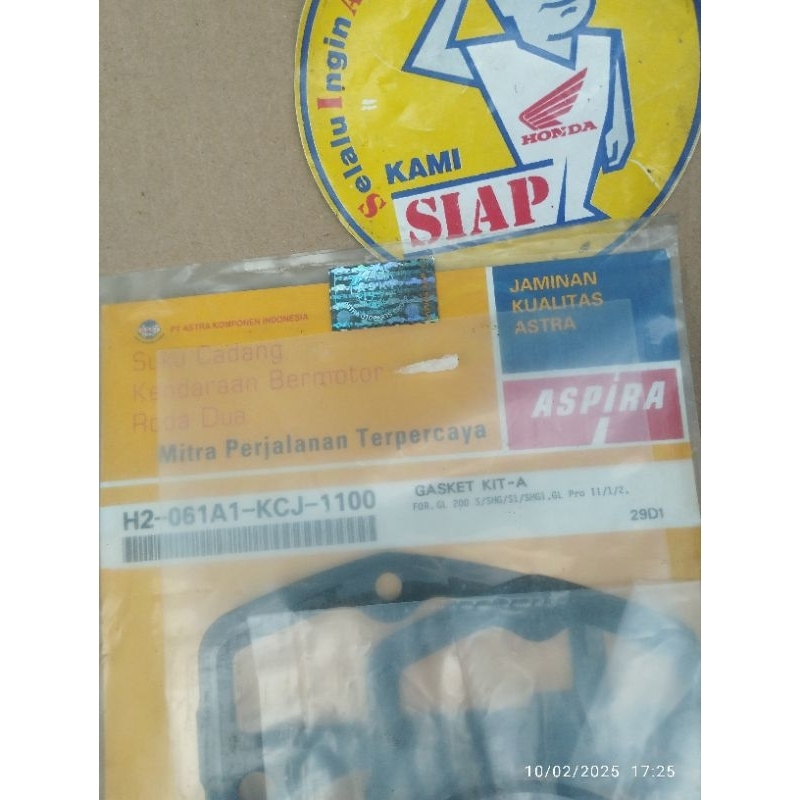 Selalu Ingin A
HONDA
KAMI
SIAP
PT ASTRA KOMPONEN INDONESIA
Suku Cadang
Kendaraan Bermotor
Roda Dua
Mitra Perjalanan Terpercaya
JAMINAN
KUALITAS
ASTRA
ASPIRA
H2-061A1-KCJ-1100
GASKET KIT-A
FOR. GL 200 S/SHG/S1/SHG1,GL Pro II/1/2,
29D1
10/02/2025 17:25